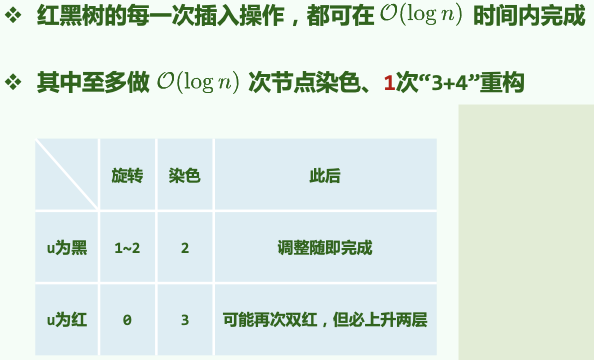 ❖ 红黑树的每一次插入操作，都可在 𝒪(log n) 时间内完成
❖ 其中至多做 𝒪(log n) 次节点染色、1次“3+4”重构
旋转 染色 此后
u为黑 1~2 2 调整随即完成
u为红 0 3 可能再次双红，但必上升两层